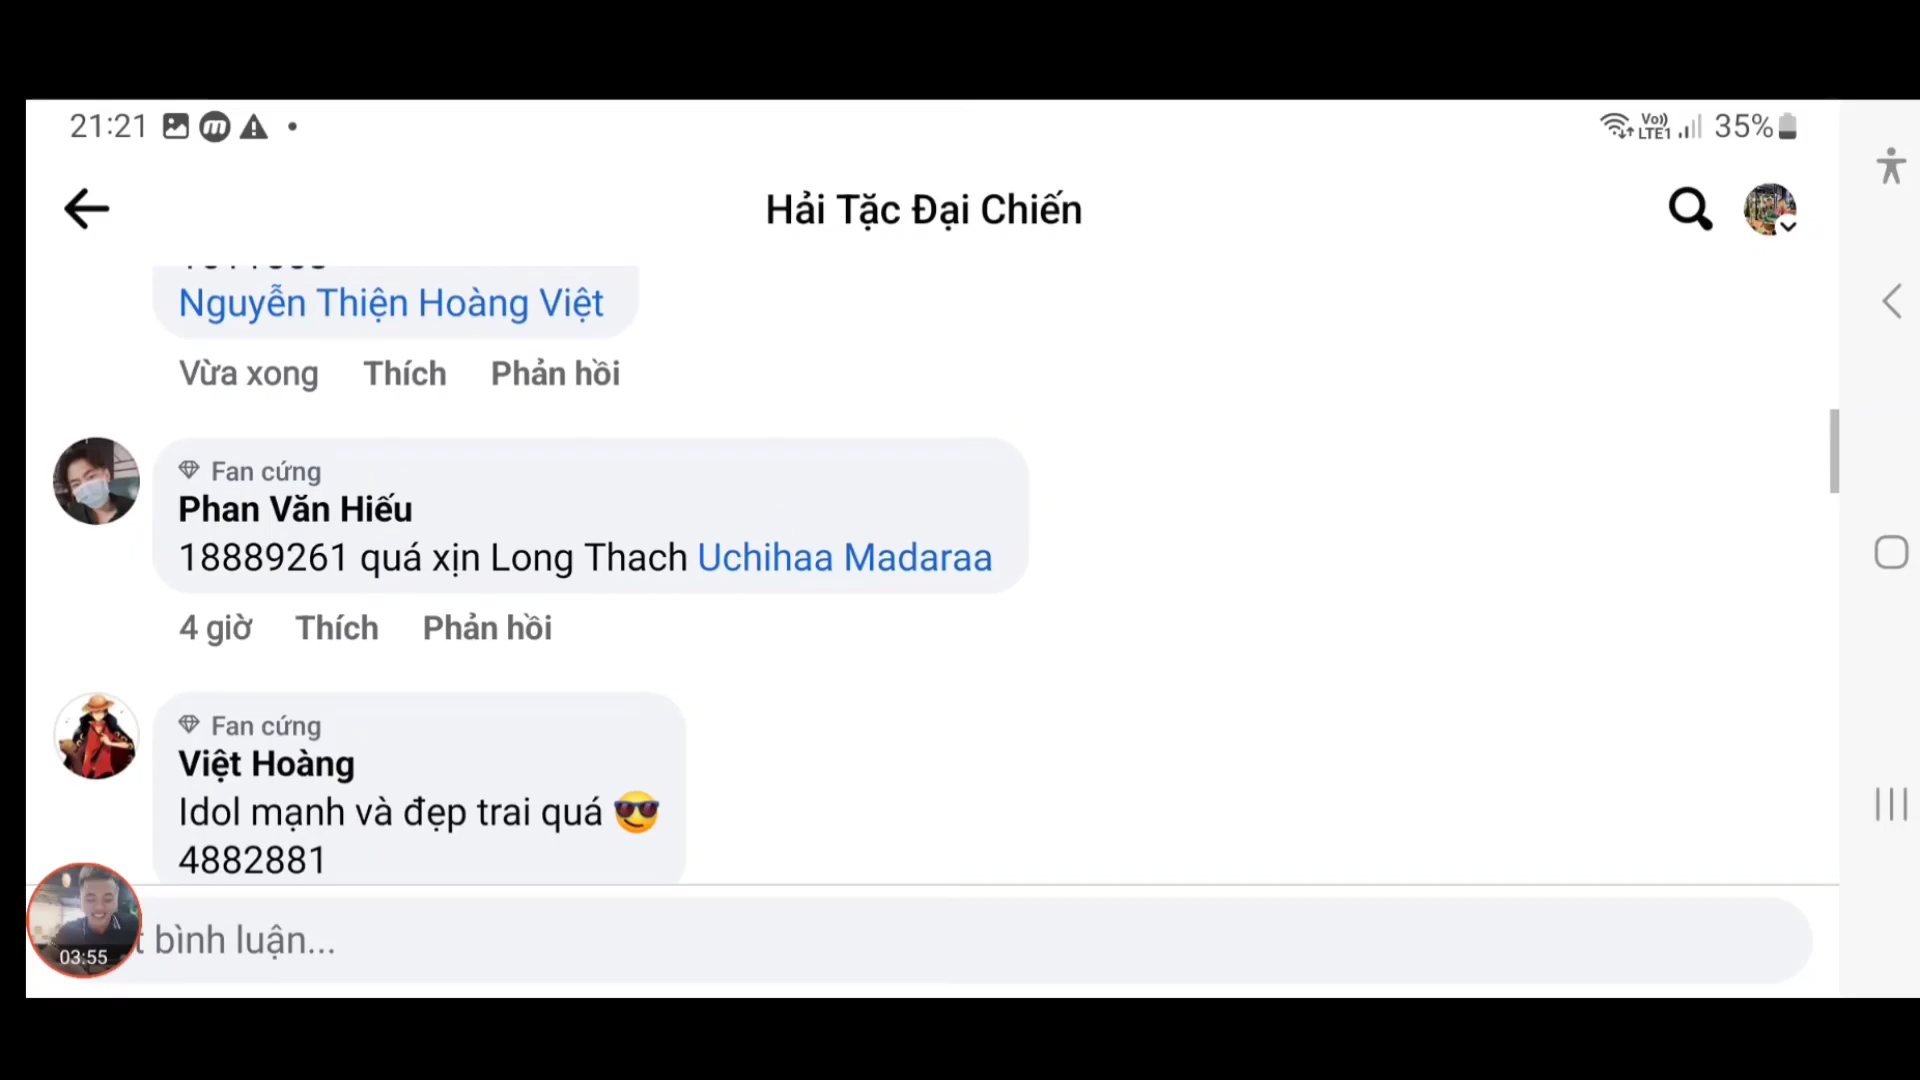 21:21
Vo))
LTE1
35%
Hải Tặc Đại Chiến
Nguyễn Thiện Hoàng Việt
Vừa xong Thích Phản hồi
Fan cứng
Phan Văn Hiếu
18889261 quá xịn Long Thach Uchihaa Madaraa
4 giờ Thích Phản hồi
Fan cứng
Việt Hoàng
Idol mạnh và đẹp trai quá 😎
4882881
bình luận...
03:55